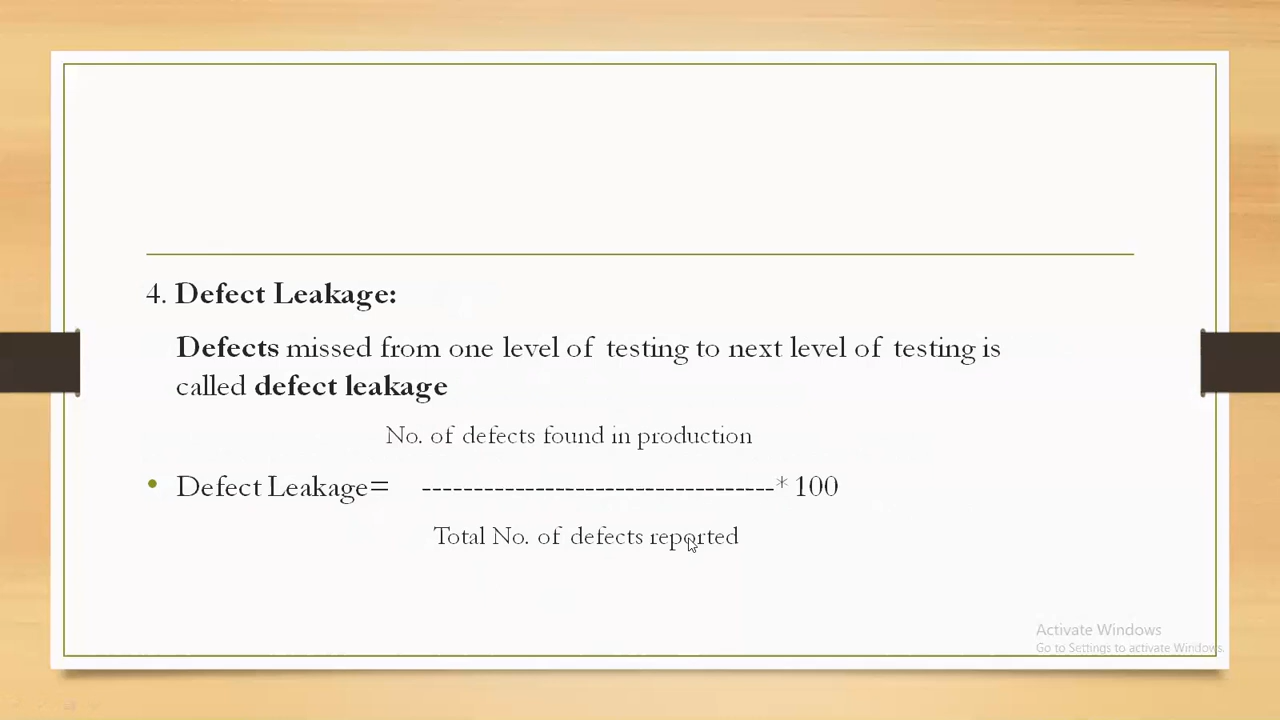 4. Defect Leakage:
Defects missed from one level of testing to next level of testing is
called defect leakage
No. of defects found in production
• Defect Leakage= ----------------------------------* 100
Total No. of defects reported
Activate Windows
Go to Settings to activate Windows.